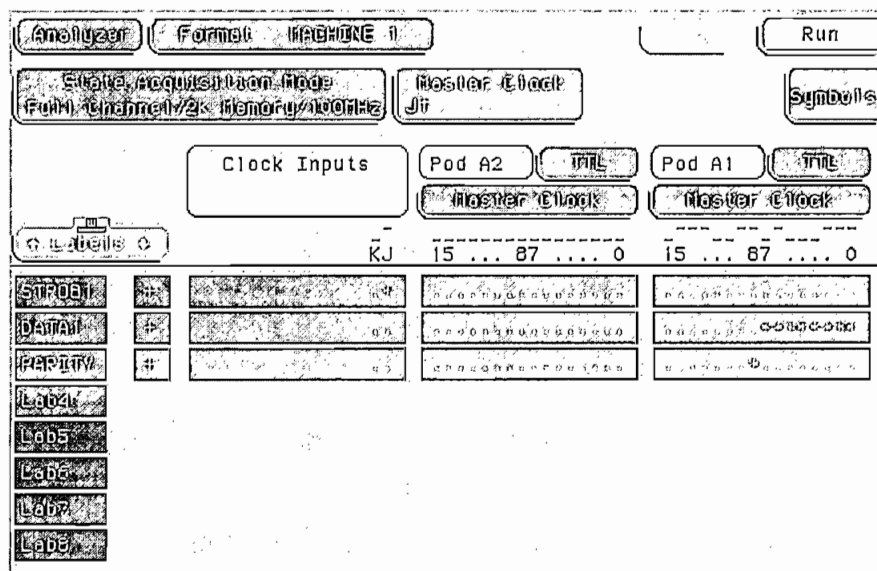 Analyzer Format MACHINE 1 Run
State Acquisition Mode
Full Channel/2K Memory/100MHz
Master Clock
J↑
Symbols
Clock Inputs Pod A2 TTL Pod A1 TTL
Master Clock Master Clock
Labels
KJ 15 ... 87 .... 0 15 ... 87 .... 0
STROB1 +
DATA1 +
PARITY +
Lab4
Lab5
Lab6
Lab7
Lab8